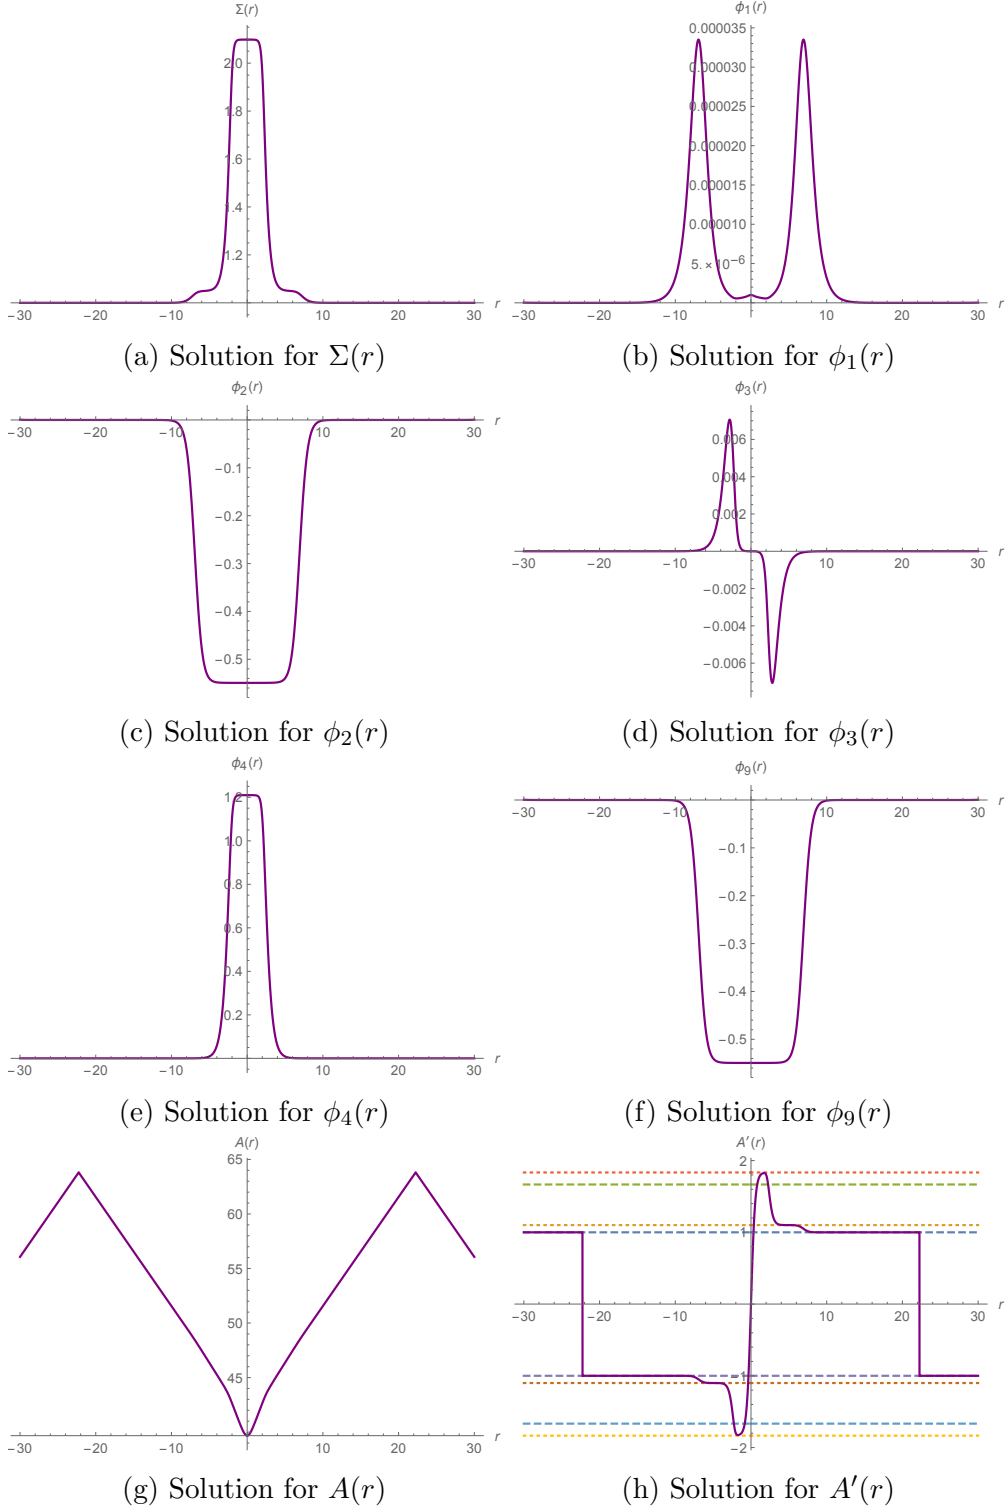 Σ(r)
2.0
1.8
1.6
1.4
1.2
−30 −20 −10 10 20 30 r
(a) Solution for Σ(r)
ϕ₁(r)
0.000035
0.000030
0.000025
0.000020
0.000015
0.000010
5.×10⁻⁶
−30 −20 −10 10 20 30 r
(b) Solution for ϕ₁(r)
ϕ₂(r)
−30 −20 −10 10 20 30 r
−0.1
−0.2
−0.3
−0.4
−0.5
(c) Solution for ϕ₂(r)
ϕ₃(r)
0.006
0.004
0.002
−30 −20 −10 10 20 30 r
−0.002
−0.004
−0.006
(d) Solution for ϕ₃(r)
ϕ₄(r)
1.2
1.0
0.8
0.6
0.4
0.2
−30 −20 −10 10 20 30 r
(e) Solution for ϕ₄(r)
ϕ₉(r)
−30 −20 −10 10 20 30 r
−0.1
−0.2
−0.3
−0.4
−0.5
(f) Solution for ϕ₉(r)
A(r)
65
60
55
50
45
−30 −20 −10 10 20 30 r
(g) Solution for A(r)
A′(r)
2
1
−30 −20 −10 10 20 30 r
−1
−2
(h) Solution for A′(r)